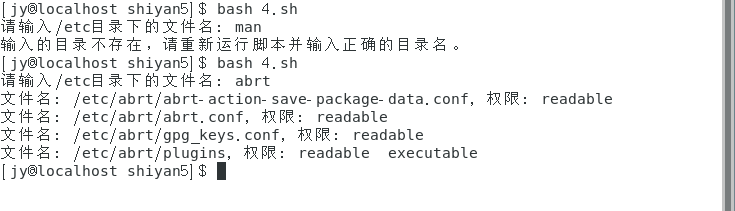 [jy@localhost shiyan5]$ bash 4.sh
请输入/etc目录下的文件名: man
输入的目录不存在，请重新运行脚本并输入正确的目录名。
[jy@localhost shiyan5]$ bash 4.sh
请输入/etc目录下的文件名: abrt
文件名: /etc/abrt/abrt-action-save-package-data.conf, 权限: readable
文件名: /etc/abrt/abrt.conf, 权限: readable
文件名: /etc/abrt/gpg_keys.conf, 权限: readable
文件名: /etc/abrt/plugins, 权限: readable  executable
[jy@localhost shiyan5]$